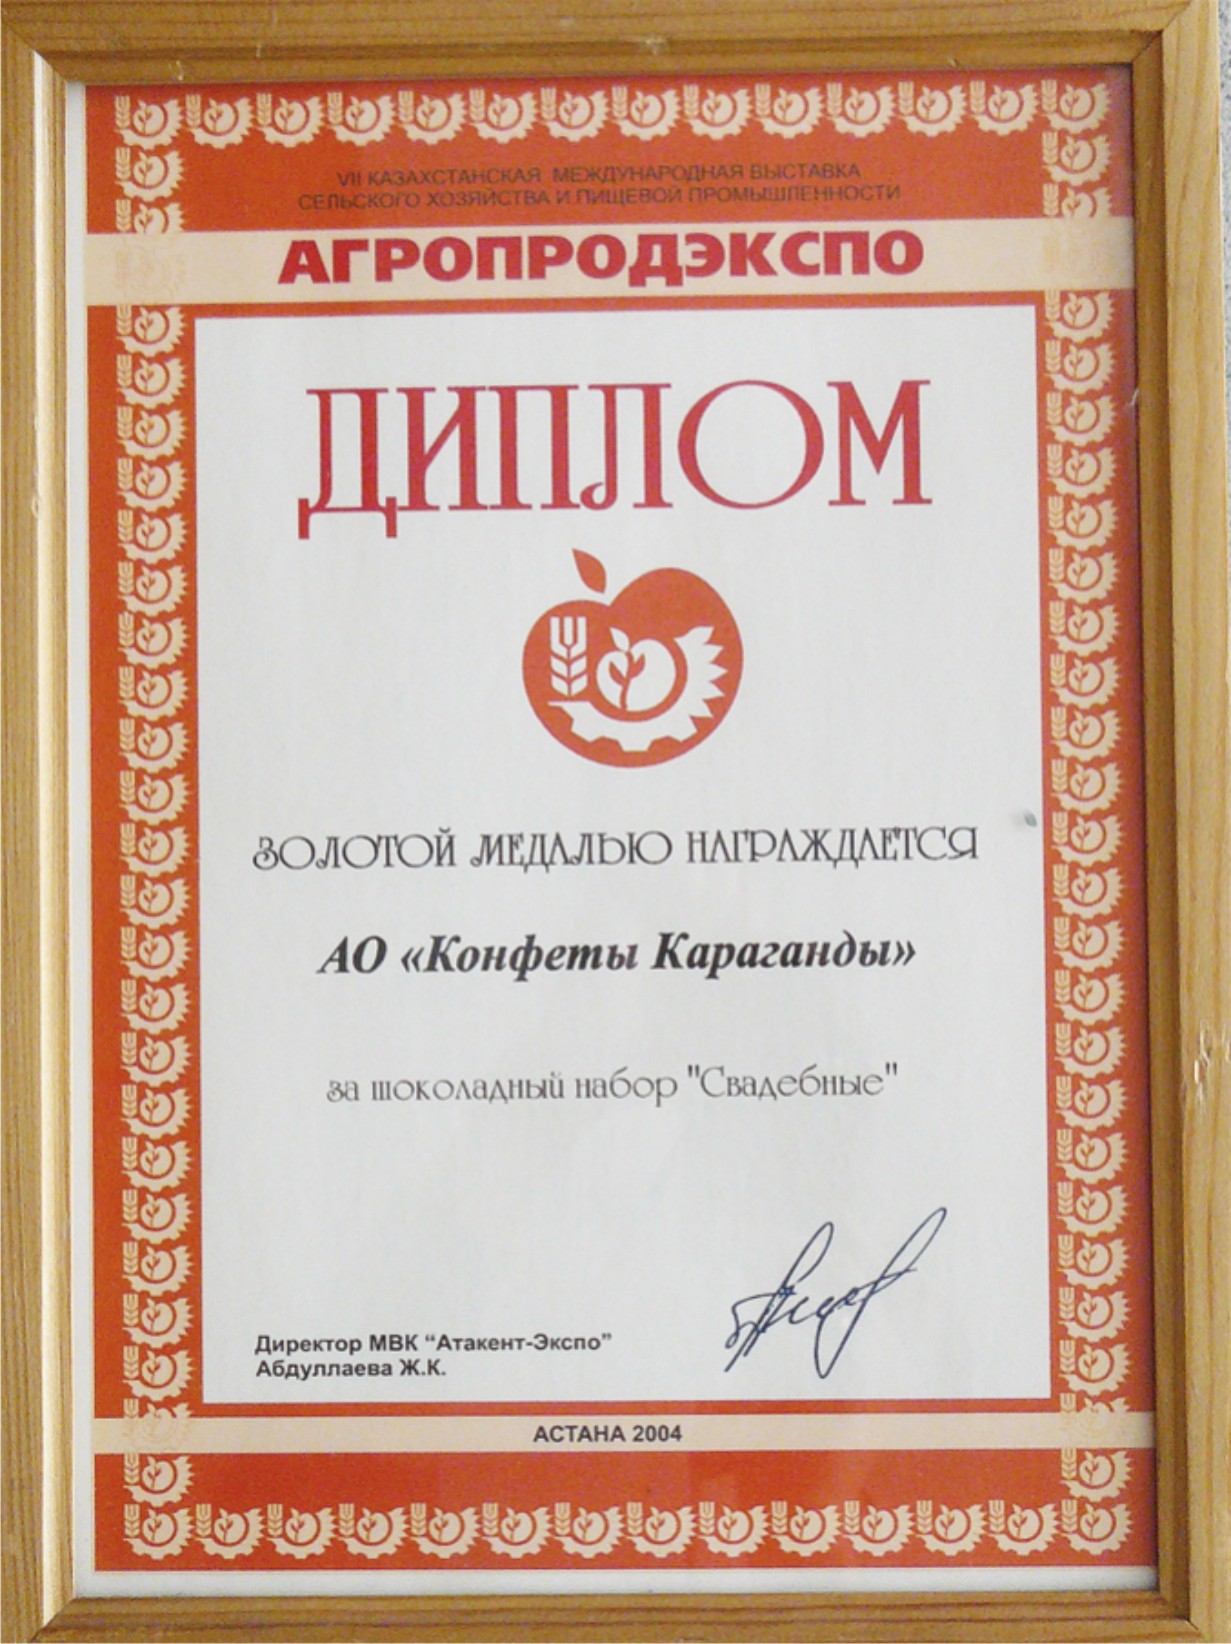 VII КАЗАХСТАНСКАЯ МЕЖДУНАРОДНАЯ ВЫСТАВКА
СЕЛЬСКОГО ХОЗЯЙСТВА И ПИЩЕВОЙ ПРОМЫШЛЕННОСТИ
АГРОПРОДЭКСПО
ДИПЛОМ
ЗОЛОТОЙ МЕДАЛЬЮ НАГРАЖДАЕТСЯ
АО «Конфеты Караганды»
за шоколадный набор "Свадебные"
Директор МВК “Атакент-Экспо”
Абдуллаева Ж.К.
АСТАНА 2004